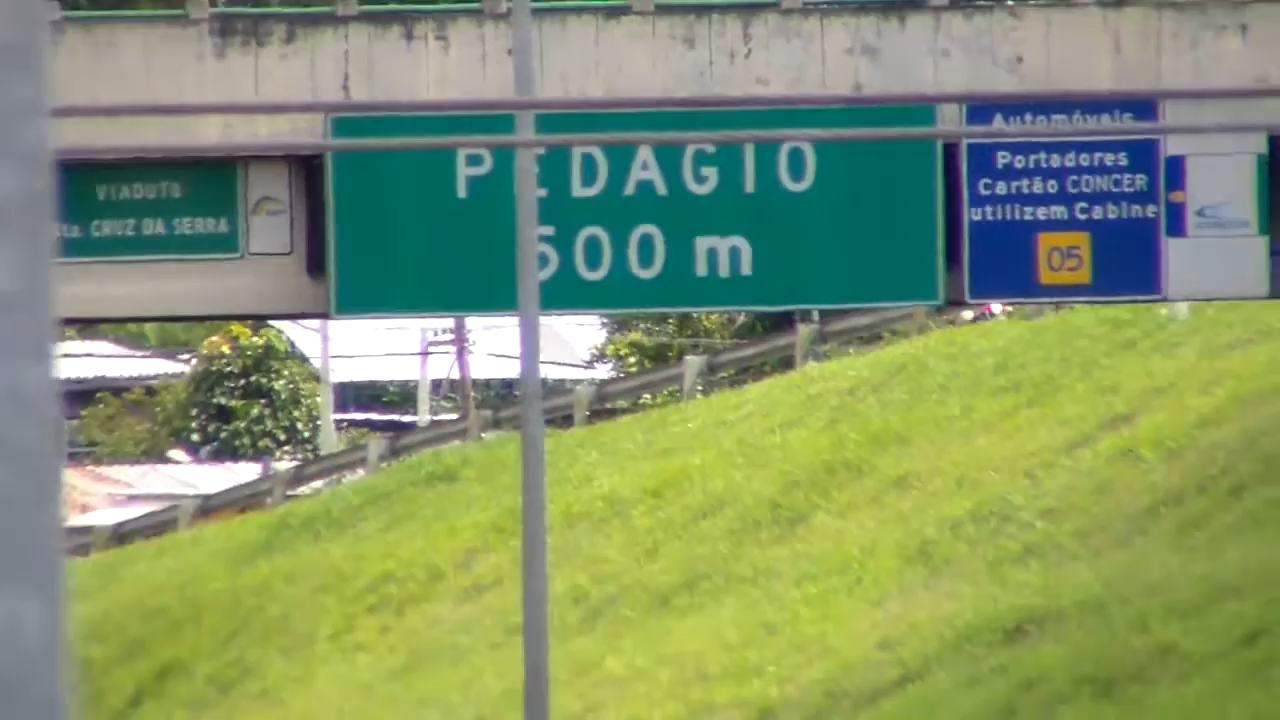 VIADUTO
Sta. CRUZ DA SERRA
PEDAGIO
500 m
Automóveis
Portadores
Cartão CONCER
utilizem Cabine
05